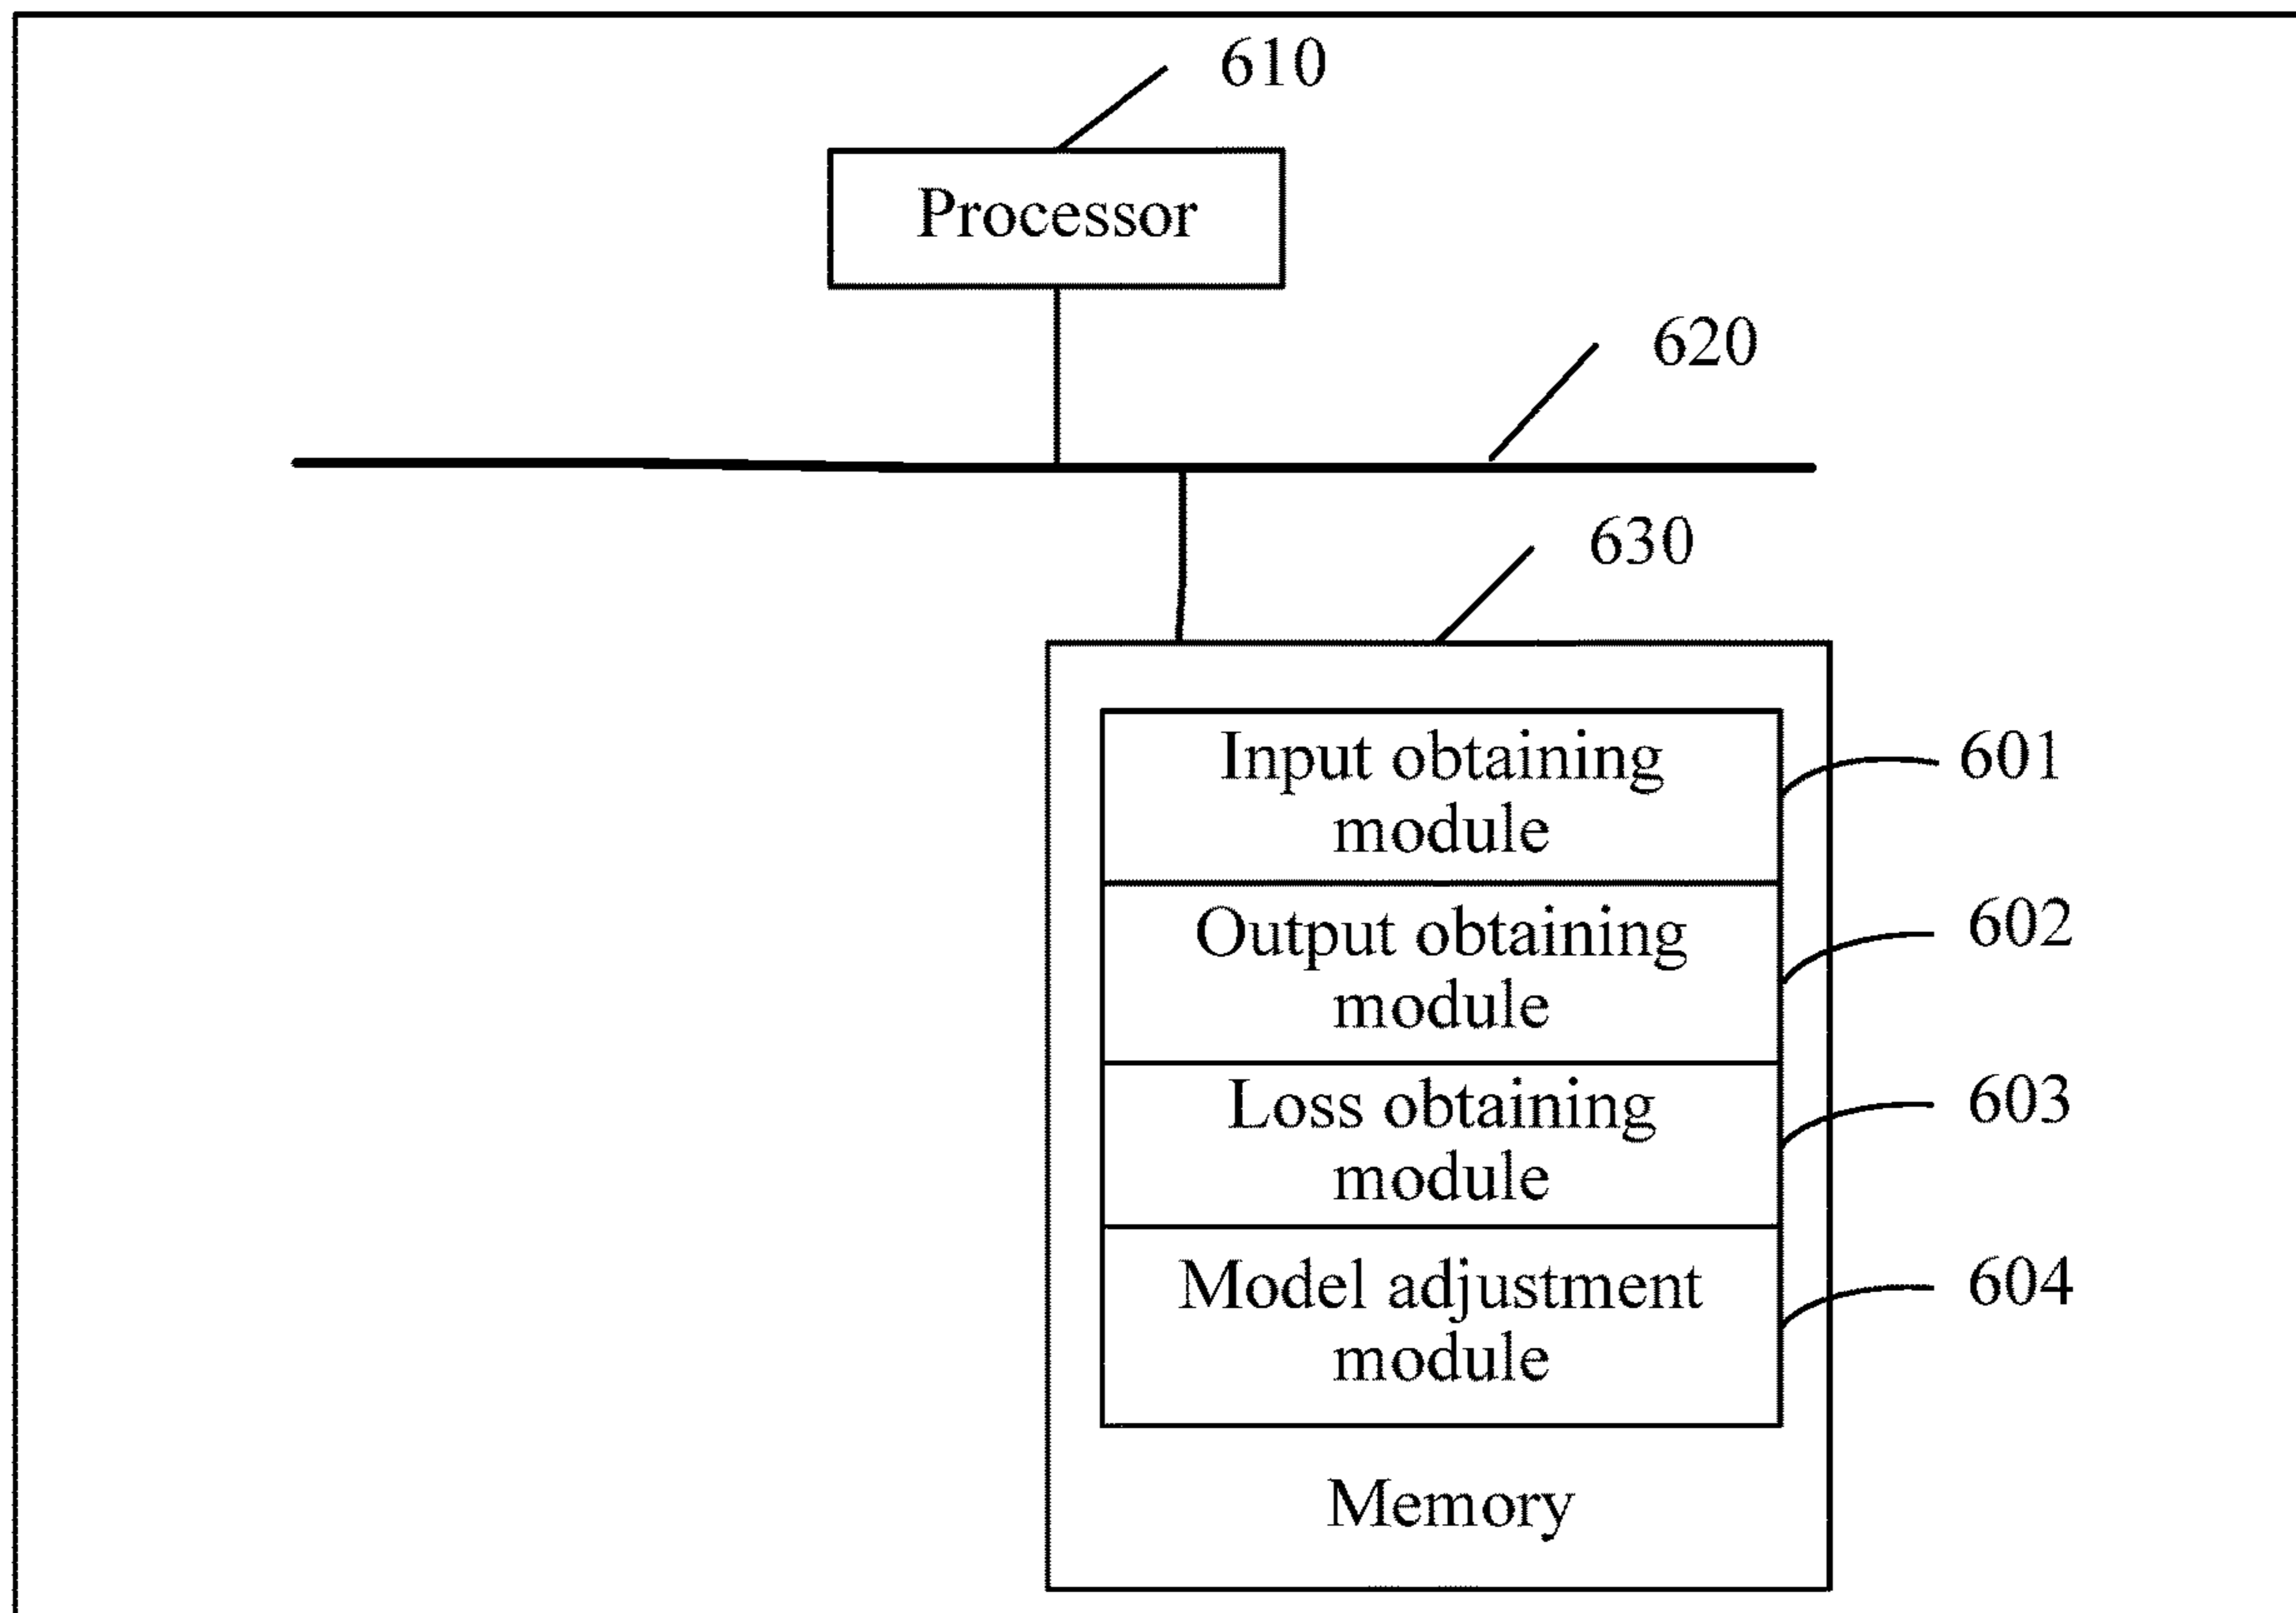 610
Processor
620
630
Input obtaining
module
601
Output obtaining
module
602
Loss obtaining
module
603
Model adjustment
module
604
Memory